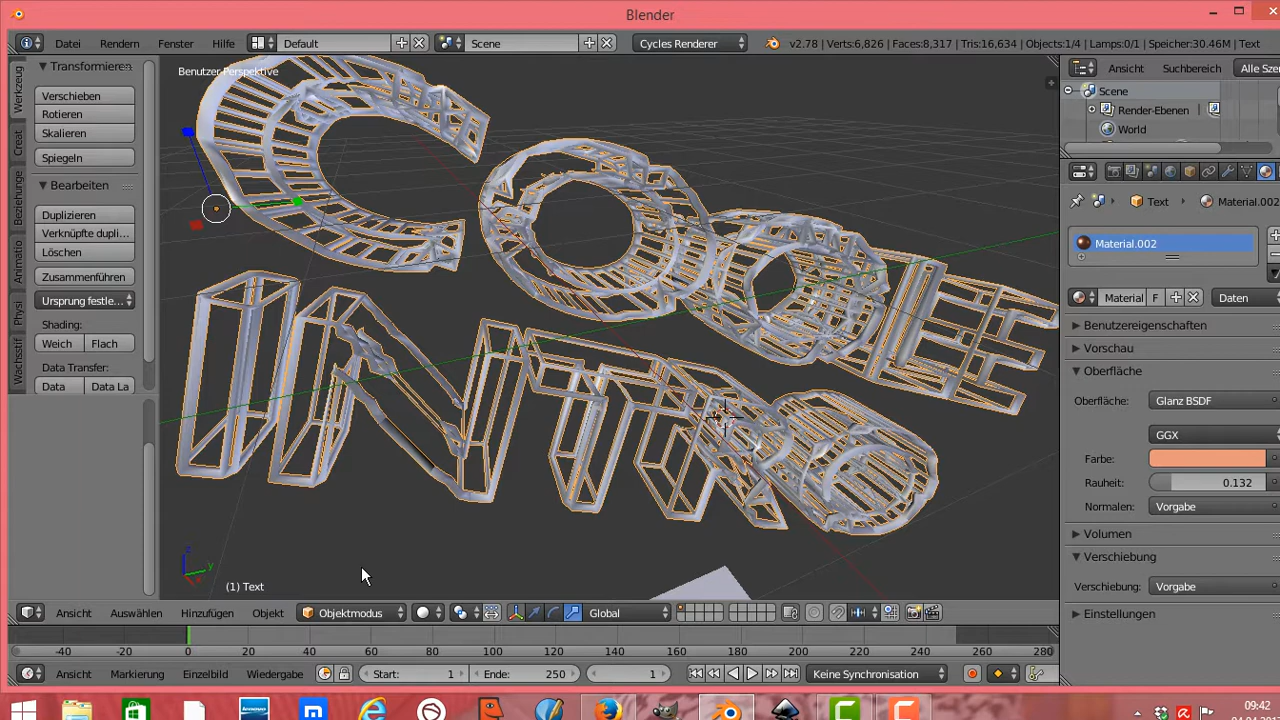 Blender
Datei Rendern Fenster Hilfe Default Scene Cycles Renderer v2.78 | Verts:6,826 | Faces:8,317 | Tris:16,634 | Objects:1/4 | Lamps:0/1 | Speicher:30.46M | Text
Transformieren
Verschieben
Rotieren
Skalieren
Spiegeln
Bearbeiten
Duplizieren
Verknüpfte dupli...
Löschen
Zusammenführen
Ursprung festle...
Shading:
Weich Flach
Data Transfer:
Data Data La
Werkzeug
Creat
Beziehunge
Animatio
Physi
Wachsstif
Benutzer Perspektive
COOLE
INTRO
(1) Text
Ansicht Auswählen Hinzufügen Objekt Objektmodus Global
-40 -20 0 20 40 60 80 100 120 140 160 180 200 220 240 260 280
Ansicht Markierung Einzelbild Wiedergabe Start: 1 Ende: 250 1 Keine Synchronisation
Ansicht Suchbereich Alle Sze
Scene
Render-Ebenen
World
Text Material.002
Material.002
Material F Daten
Benutzereigenschaften
Vorschau
Oberfläche
Oberfläche: Glanz BSDF
GGX
Farbe:
Rauheit: 0.132
Normalen: Vorgabe
Volumen
Verschiebung
Verschiebung: Vorgabe
Einstellungen
lenovo
09:42